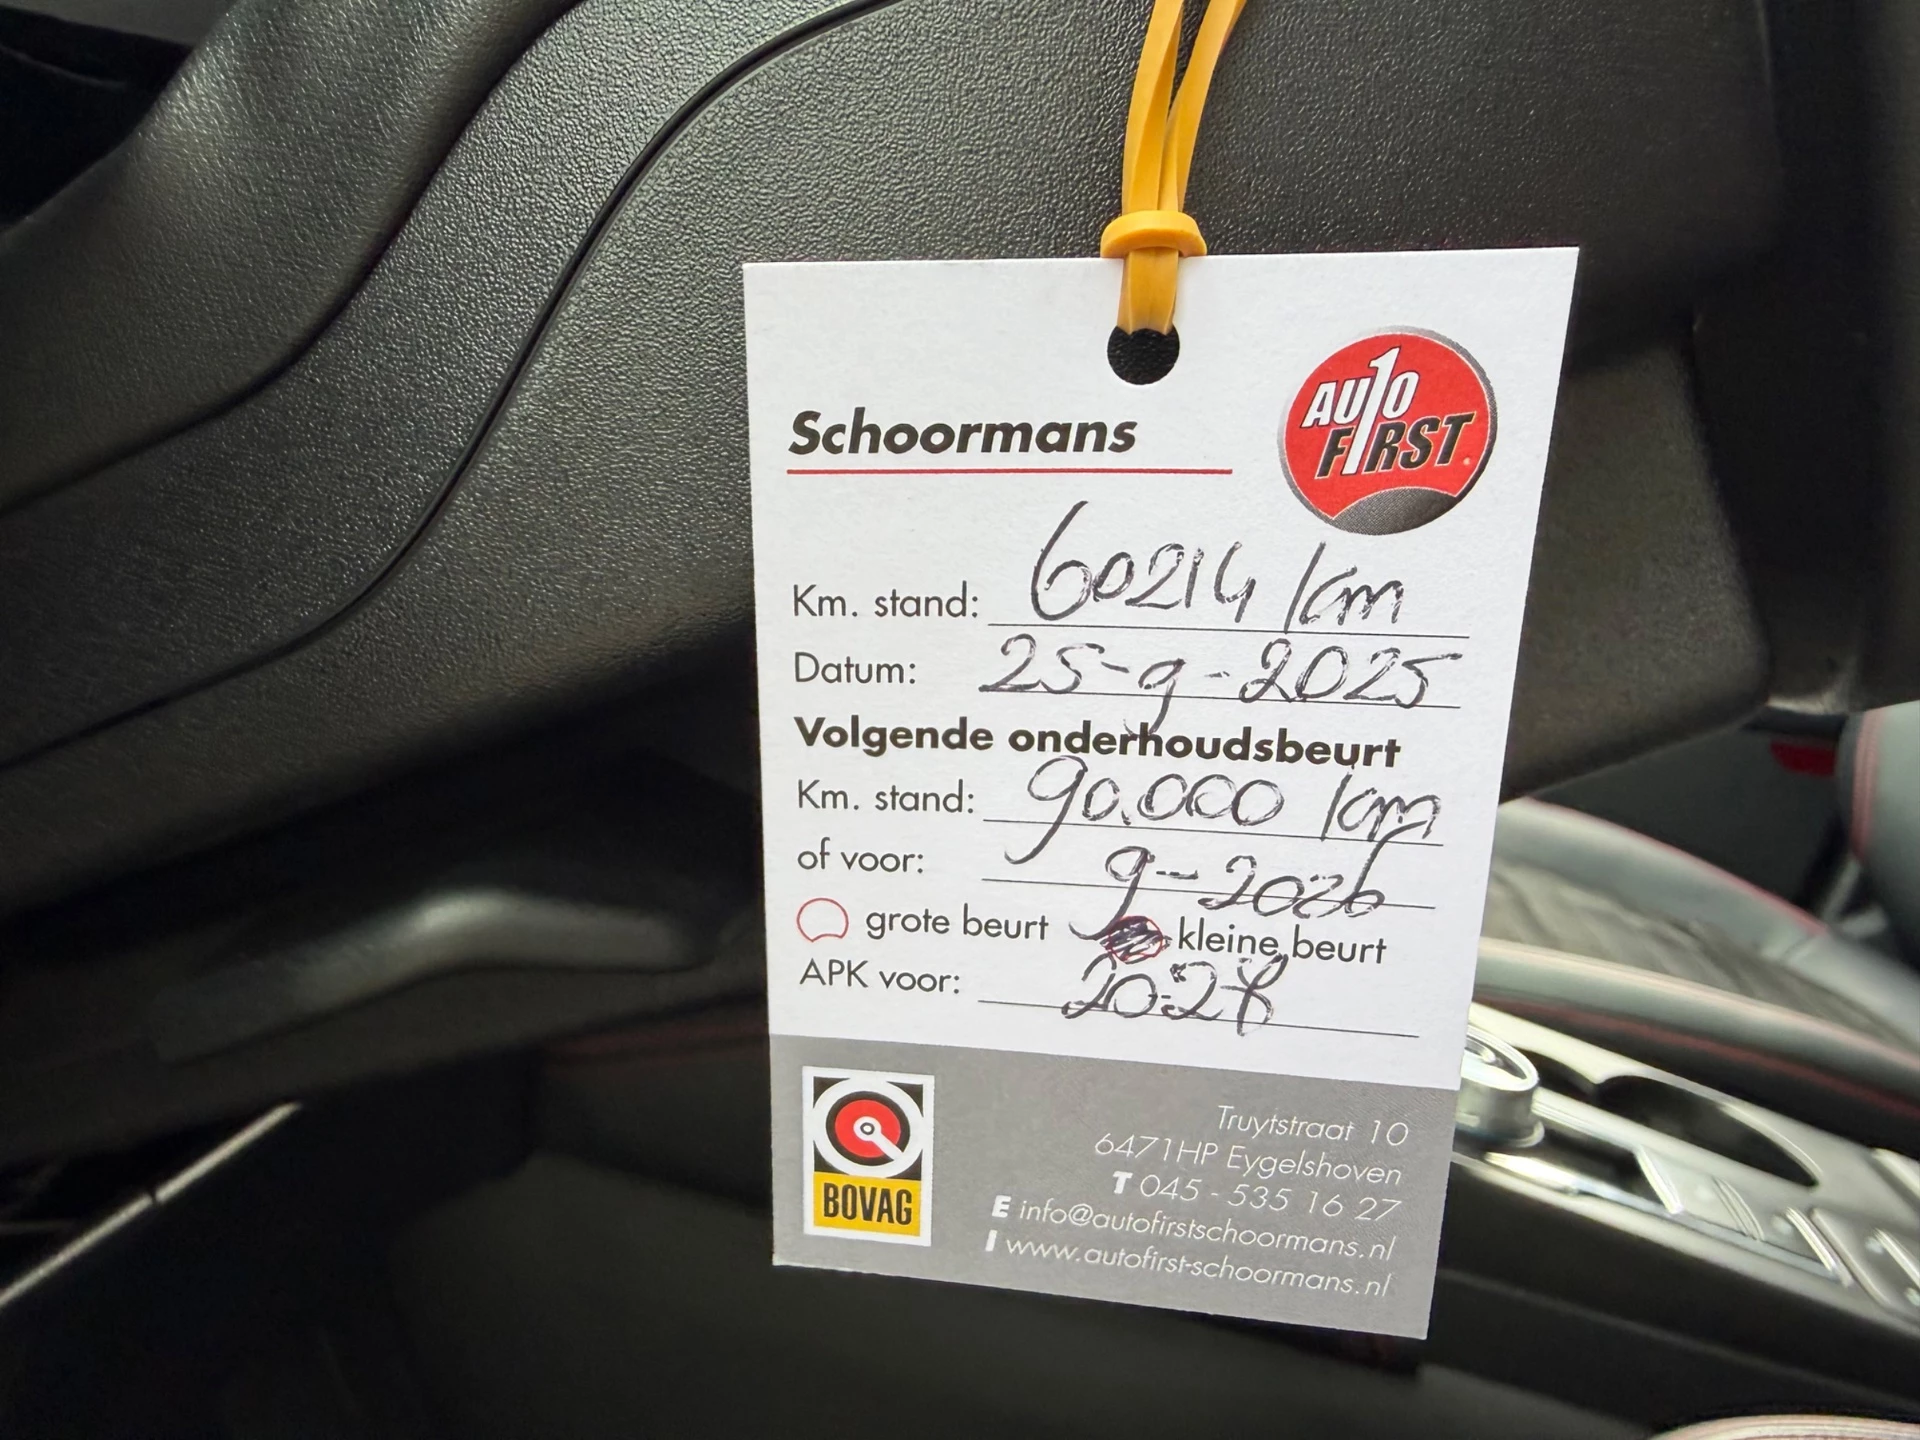 Schoormans
AUTO
FIRST
Km. stand: 60214 km
Datum: 25-9-2025
Volgende onderhoudsbeurt
Km. stand: 90.000 km
of voor: 9-2026
grote beurt kleine beurt
APK voor:
BOVAG
Truytstraat 10
6471HP Eygelshoven
T 045 - 535 16 27
E info@autofirstschoormans.nl
I www.autofirst-schoormans.nl